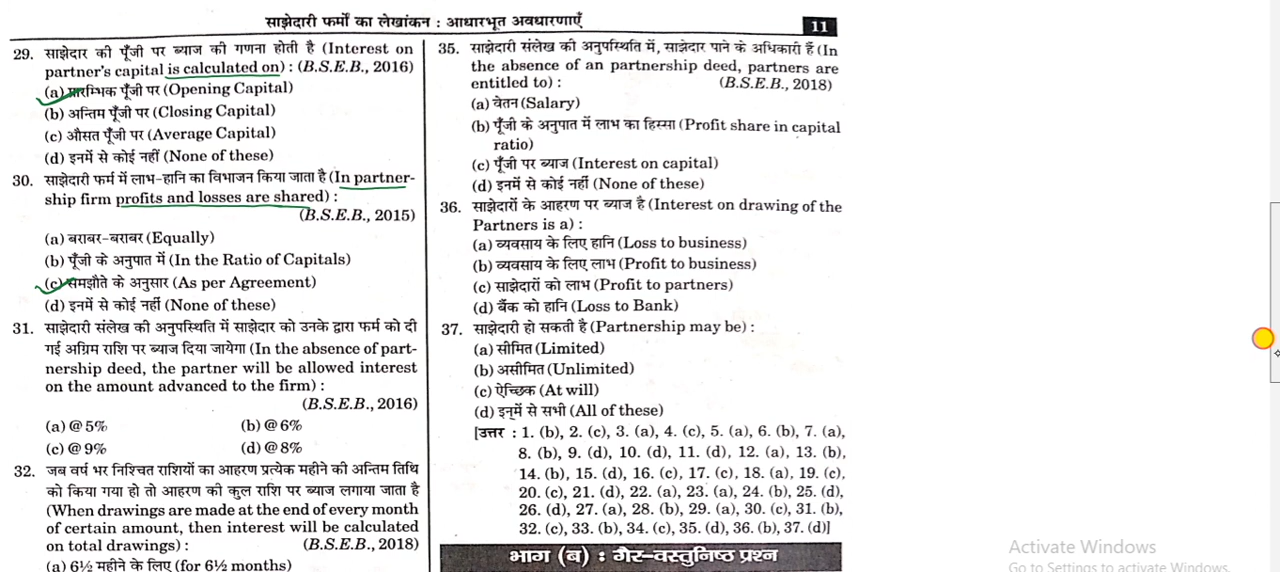 साझेदारी फर्मों का लेखांकन : आधारभूत अवधारणाएँ
11
29. साझेदार की पूँजी पर ब्याज की गणना होती है (Interest on
partner's capital is calculated on) : (B.S.E.B., 2016)
(a) प्रारम्भिक पूँजी पर (Opening Capital)
(b) अन्तिम पूँजी पर (Closing Capital)
(c) औसत पूँजी पर (Average Capital)
(d) इनमें से कोई नहीं (None of these)
30. साझेदारी फर्म में लाभ-हानि का विभाजन किया जाता है (In partner-
ship firm profits and losses are shared) :
(B.S.E.B., 2015)
(a) बराबर-बराबर (Equally)
(b) पूँजी के अनुपात में (In the Ratio of Capitals)
(c) समझौते के अनुसार (As per Agreement)
(d) इनमें से कोई नहीं (None of these)
31. साझेदारी संलेख की अनुपस्थिति में साझेदार को उनके द्वारा फर्म को दी
गई अग्रिम राशि पर ब्याज दिया जायेगा (In the absence of part-
nership deed, the partner will be allowed interest
on the amount advanced to the firm) :
(B.S.E.B., 2016)
(a) @ 5% (b) @ 6%
(c) @ 9% (d) @ 8%
32. जब वर्ष भर निश्चित राशियों का आहरण प्रत्येक महीने की अन्तिम तिथि
को किया गया हो तो आहरण की कुल राशि पर ब्याज लगाया जाता है
(When drawings are made at the end of every month
of certain amount, then interest will be calculated
on total drawings) : (B.S.E.B., 2018)
(a) 6½ महीने के लिए (for 6½ months)
35. साझेदारी संलेख की अनुपस्थिति में, साझेदार पाने के अधिकारी हैं (In
the absence of an partnership deed, partners are
entitled to) : (B.S.E.B., 2018)
(a) वेतन (Salary)
(b) पूँजी के अनुपात में लाभ का हिस्सा (Profit share in capital
ratio)
(c) पूँजी पर ब्याज (Interest on capital)
(d) इनमें से कोई नहीं (None of these)
36. साझेदारों के आहरण पर ब्याज है (Interest on drawing of the
Partners is a) :
(a) व्यवसाय के लिए हानि (Loss to business)
(b) व्यवसाय के लिए लाभ (Profit to business)
(c) साझेदारों को लाभ (Profit to partners)
(d) बैंक को हानि (Loss to Bank)
37. साझेदारी हो सकती है (Partnership may be) :
(a) सीमित (Limited)
(b) असीमित (Unlimited)
(c) ऐच्छिक (At will)
(d) इनमें से सभी (All of these)
[उत्तर : 1. (b), 2. (c), 3. (a), 4. (c), 5. (a), 6. (b), 7. (a),
8. (b), 9. (d), 10. (d), 11. (d), 12. (a), 13. (b),
14. (b), 15. (d), 16. (c), 17. (c), 18. (a), 19. (c),
20. (c), 21. (d), 22. (a), 23. (a), 24. (b), 25. (d),
26. (d), 27. (a), 28. (b), 29. (a), 30. (c), 31. (b),
32. (c), 33. (b), 34. (c), 35. (d), 36. (b), 37. (d)]
भाग (ब) : गैर-वस्तुनिष्ठ प्रश्न
Activate Windows
Go to Settings to activate Windows.